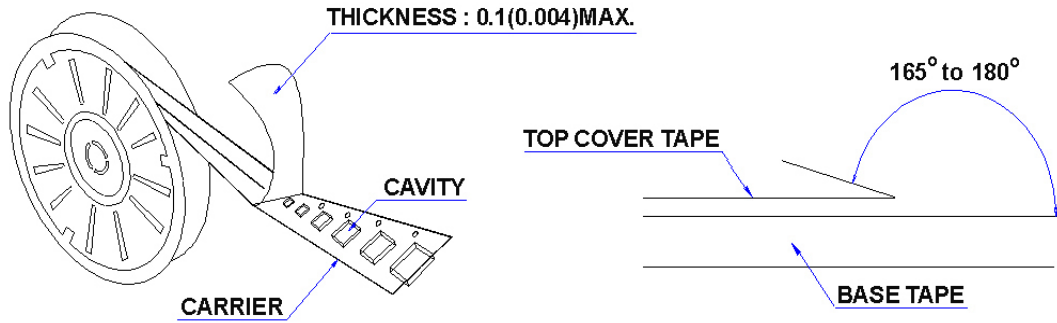 THICKNESS : 0.1(0.004)MAX.
CAVITY
CARRIER
165° to 180°
TOP COVER TAPE
BASE TAPE